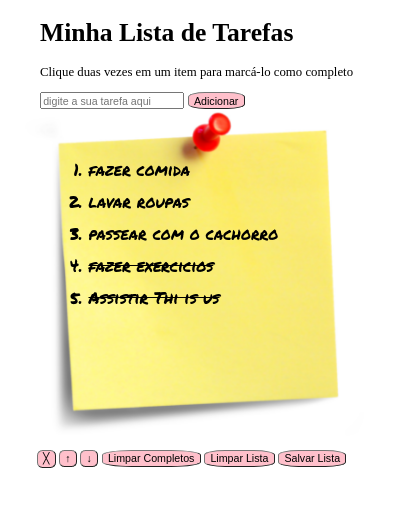 Minha Lista de Tarefas
Clique duas vezes em um item para marcá-lo como completo
digite a sua tarefa aqui Adicionar
1. fazer comida
2. lavar roupas
3. passear com o cachorro
4. fazer exercicios
5. Assistir Thi is us
╳ ↑ ↓ Limpar Completos Limpar Lista Salvar Lista